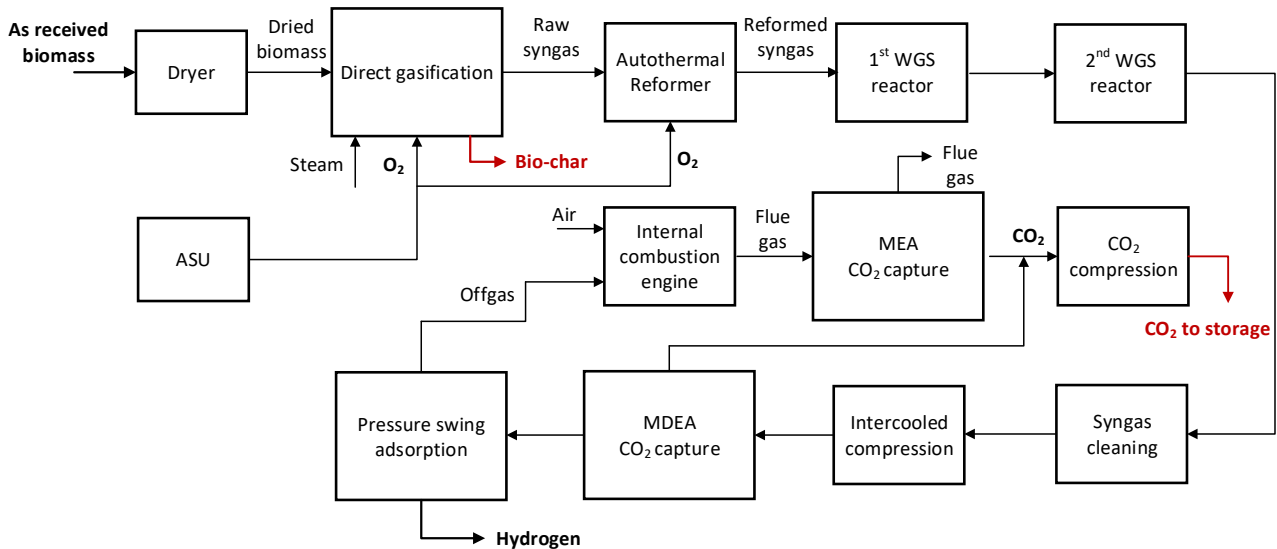 As received
biomass
Dryer
Dried
biomass
Direct gasification
Raw
syngas
Autothermal
Reformer
Reformed
syngas
1st WGS
reactor
2nd WGS
reactor
Steam
O₂
Bio-char
O₂
ASU
Air
Internal
combustion
engine
Flue
gas
MEA
CO₂ capture
Flue
gas
CO₂
CO₂
compression
CO₂ to storage
Offgas
Pressure swing
adsorption
MDEA
CO₂ capture
Intercooled
compression
Syngas
cleaning
Hydrogen